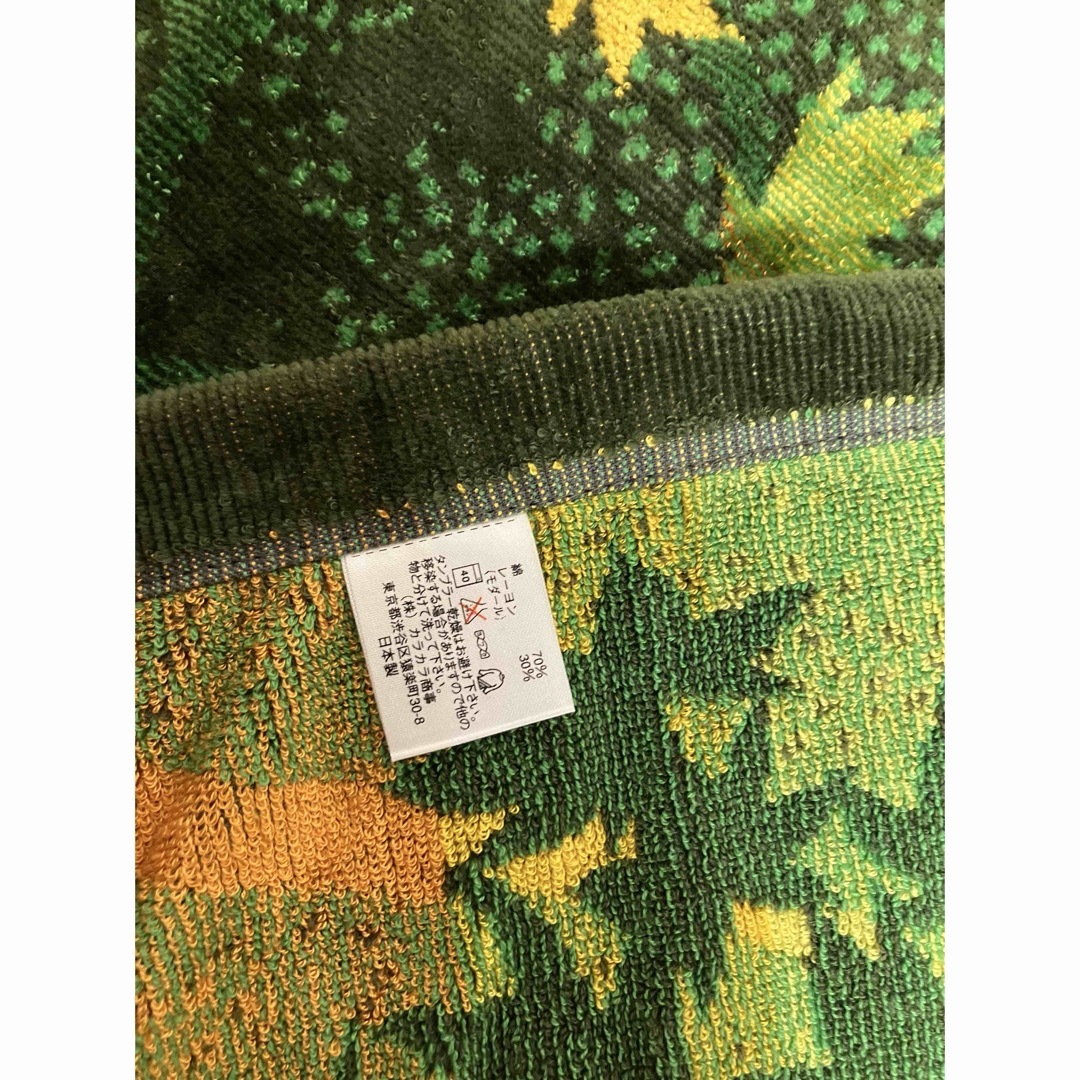 綿 70%
レーヨン 30%
(モダール)
40
タンブラー乾燥はお避け下さい。
移染する場合がありますので他の
物と分けて洗って下さい。
(株) カラカラ商事
東京都渋谷区猿楽町30-8
日本製